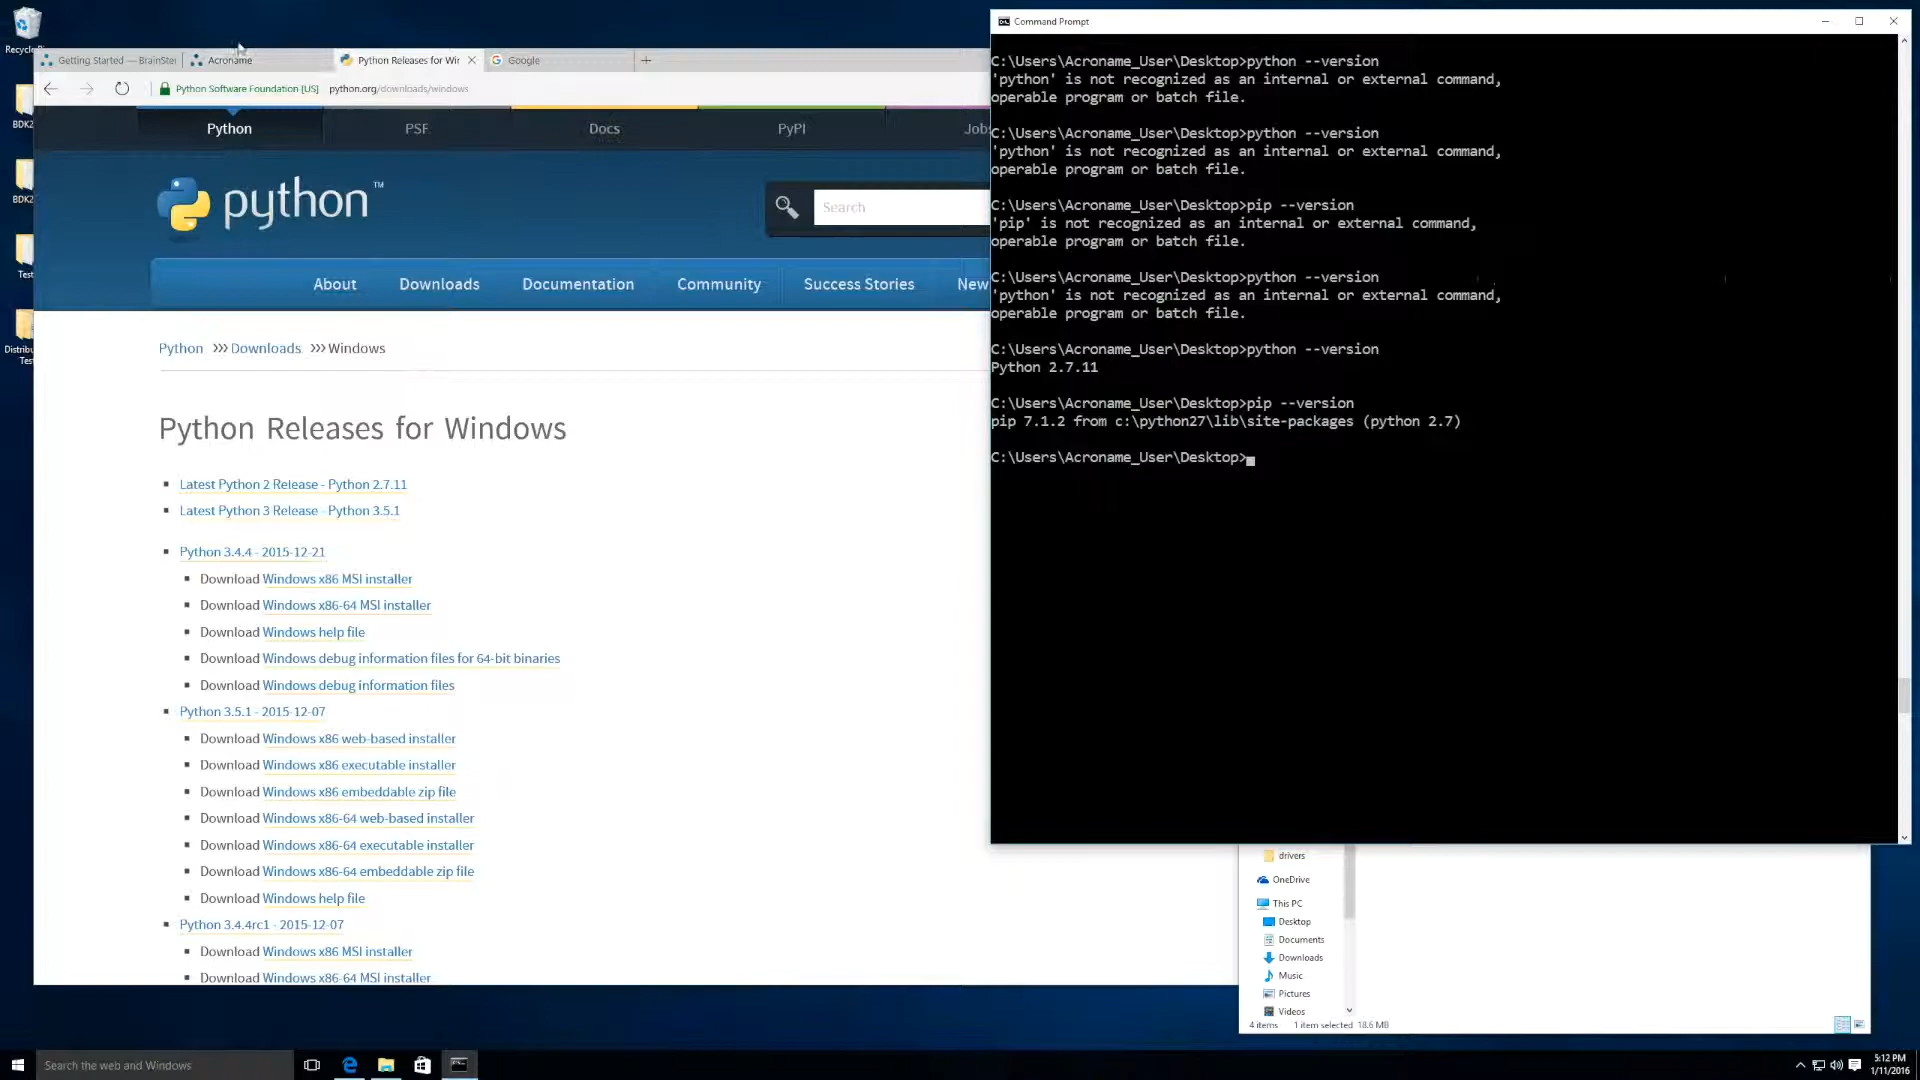 Recycle Bi
BDK2
BDK2
Test
Distribu
Test
Getting Started — BrainSte
Acroname
Python Releases for Wir
Google
Python Software Foundation [US]
python.org/downloads/windows
Python
PSF
Docs
PyPI
Jobs
python™
Search
About
Downloads
Documentation
Community
Success Stories
New
Python >>> Downloads >>> Windows
Python Releases for Windows
Latest Python 2 Release - Python 2.7.11
Latest Python 3 Release - Python 3.5.1
Python 3.4.4 - 2015-12-21
Download Windows x86 MSI installer
Download Windows x86-64 MSI installer
Download Windows help file
Download Windows debug information files for 64-bit binaries
Download Windows debug information files
Python 3.5.1 - 2015-12-07
Download Windows x86 web-based installer
Download Windows x86 executable installer
Download Windows x86 embeddable zip file
Download Windows x86-64 web-based installer
Download Windows x86-64 executable installer
Download Windows x86-64 embeddable zip file
Download Windows help file
Python 3.4.4rc1 - 2015-12-07
Download Windows x86 MSI installer
Download Windows x86-64 MSI installer
Command Prompt
C:\Users\Acroname_User\Desktop>python --version
'python' is not recognized as an internal or external command,
operable program or batch file.
C:\Users\Acroname_User\Desktop>python --version
'python' is not recognized as an internal or external command,
operable program or batch file.
C:\Users\Acroname_User\Desktop>pip --version
'pip' is not recognized as an internal or external command,
operable program or batch file.
C:\Users\Acroname_User\Desktop>python --version
'python' is not recognized as an internal or external command,
operable program or batch file.
C:\Users\Acroname_User\Desktop>python --version
Python 2.7.11
C:\Users\Acroname_User\Desktop>pip --version
pip 7.1.2 from c:\python27\lib\site-packages (python 2.7)
C:\Users\Acroname_User\Desktop>
drivers
OneDrive
This PC
Desktop
Documents
Downloads
Music
Pictures
Videos
4 items
1 item selected 18.6 MB
Search the web and Windows
5:12 PM
1/11/2016